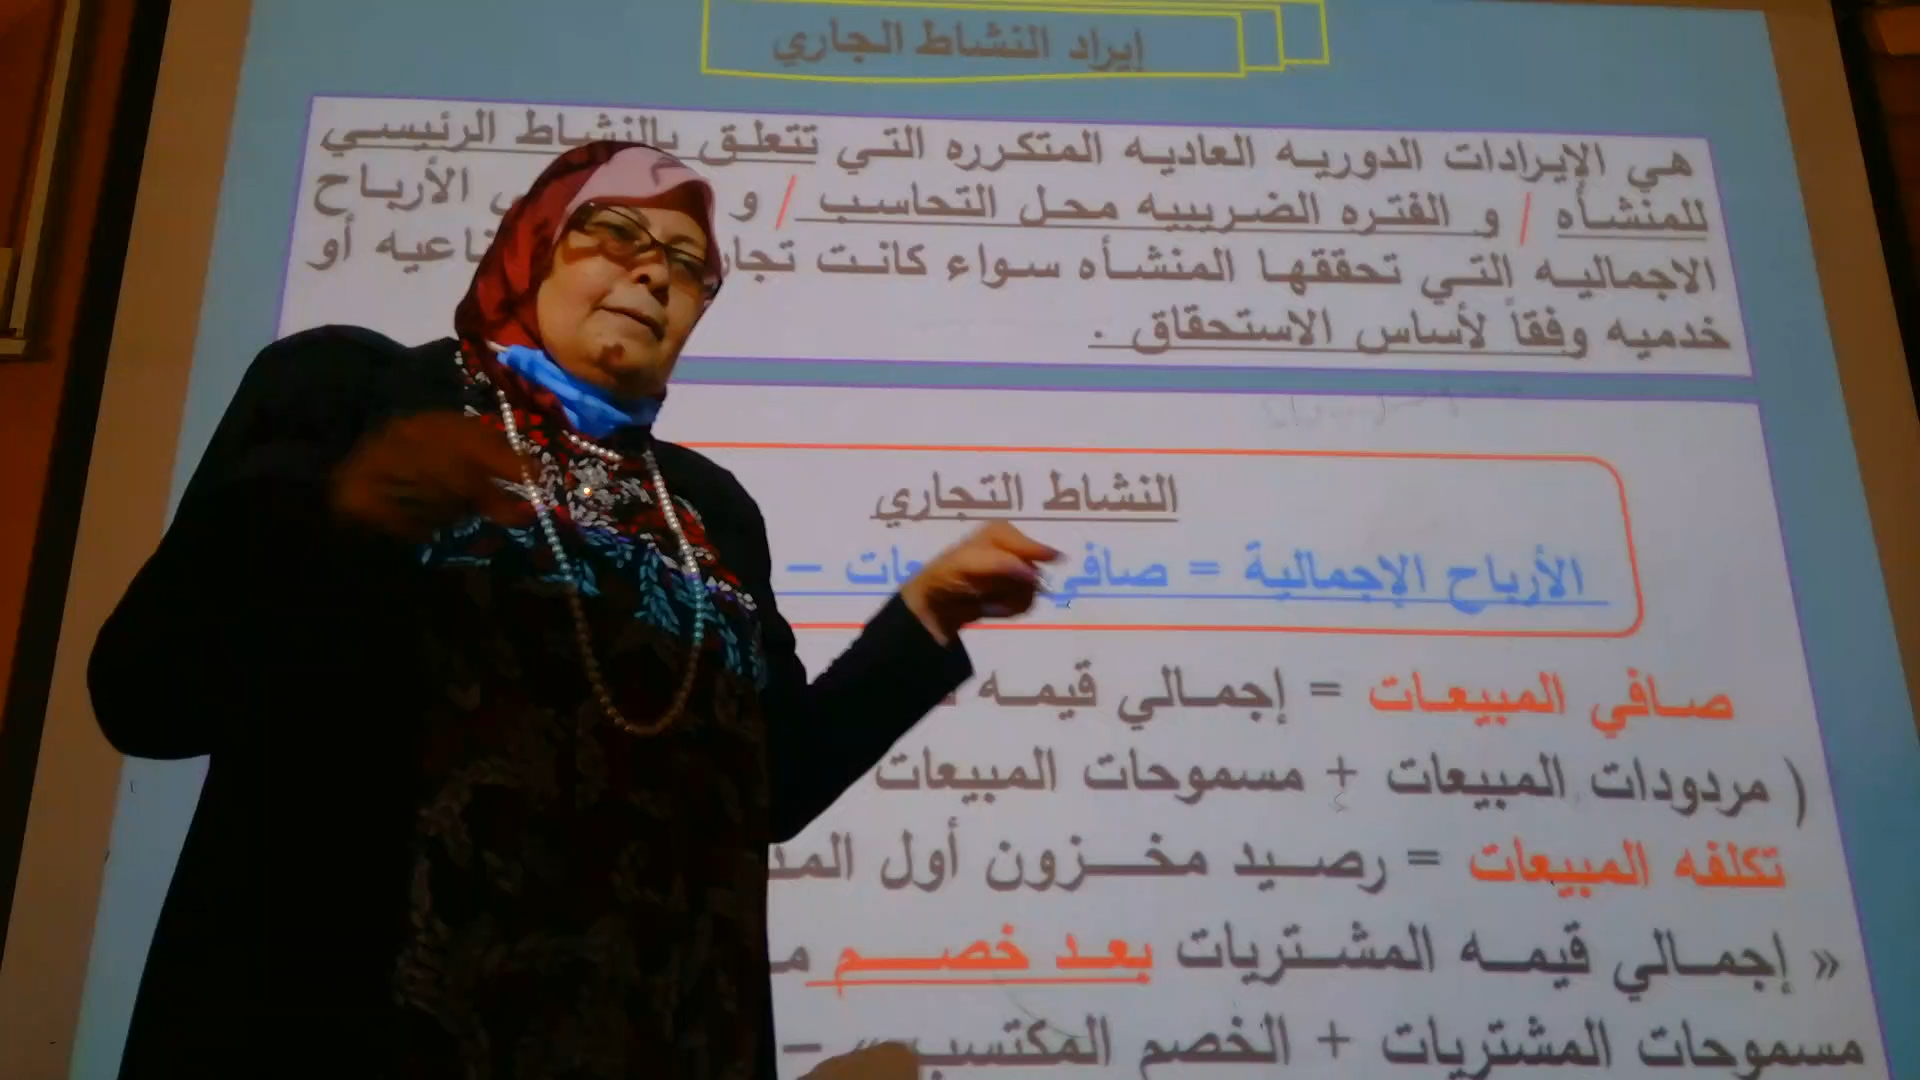 إيراد النشاط الجاري
هي الإيرادات الدوريه العاديه المتكرره التي تتعلق بالنشاط الرئيسي
للمنشأه / و الفتره الضريبيه محل التحاسب / و الأرباح
الاجماليه التي تحققها المنشأه سواء كانت أو
خدميه وفقاً لأساس الاستحقاق .
النشاط التجاري
الأرباح الإجمالية = صافي –
صافي المبيعات = إجمالي قيمه
( مردودات المبيعات + مسموحات المبيعات
تكلفه المبيعات = رصيد مخزون أول
« إجمالي قيمه المشتريات بعد خصم
مسموحات المشتريات + الخصم المكتسب » –